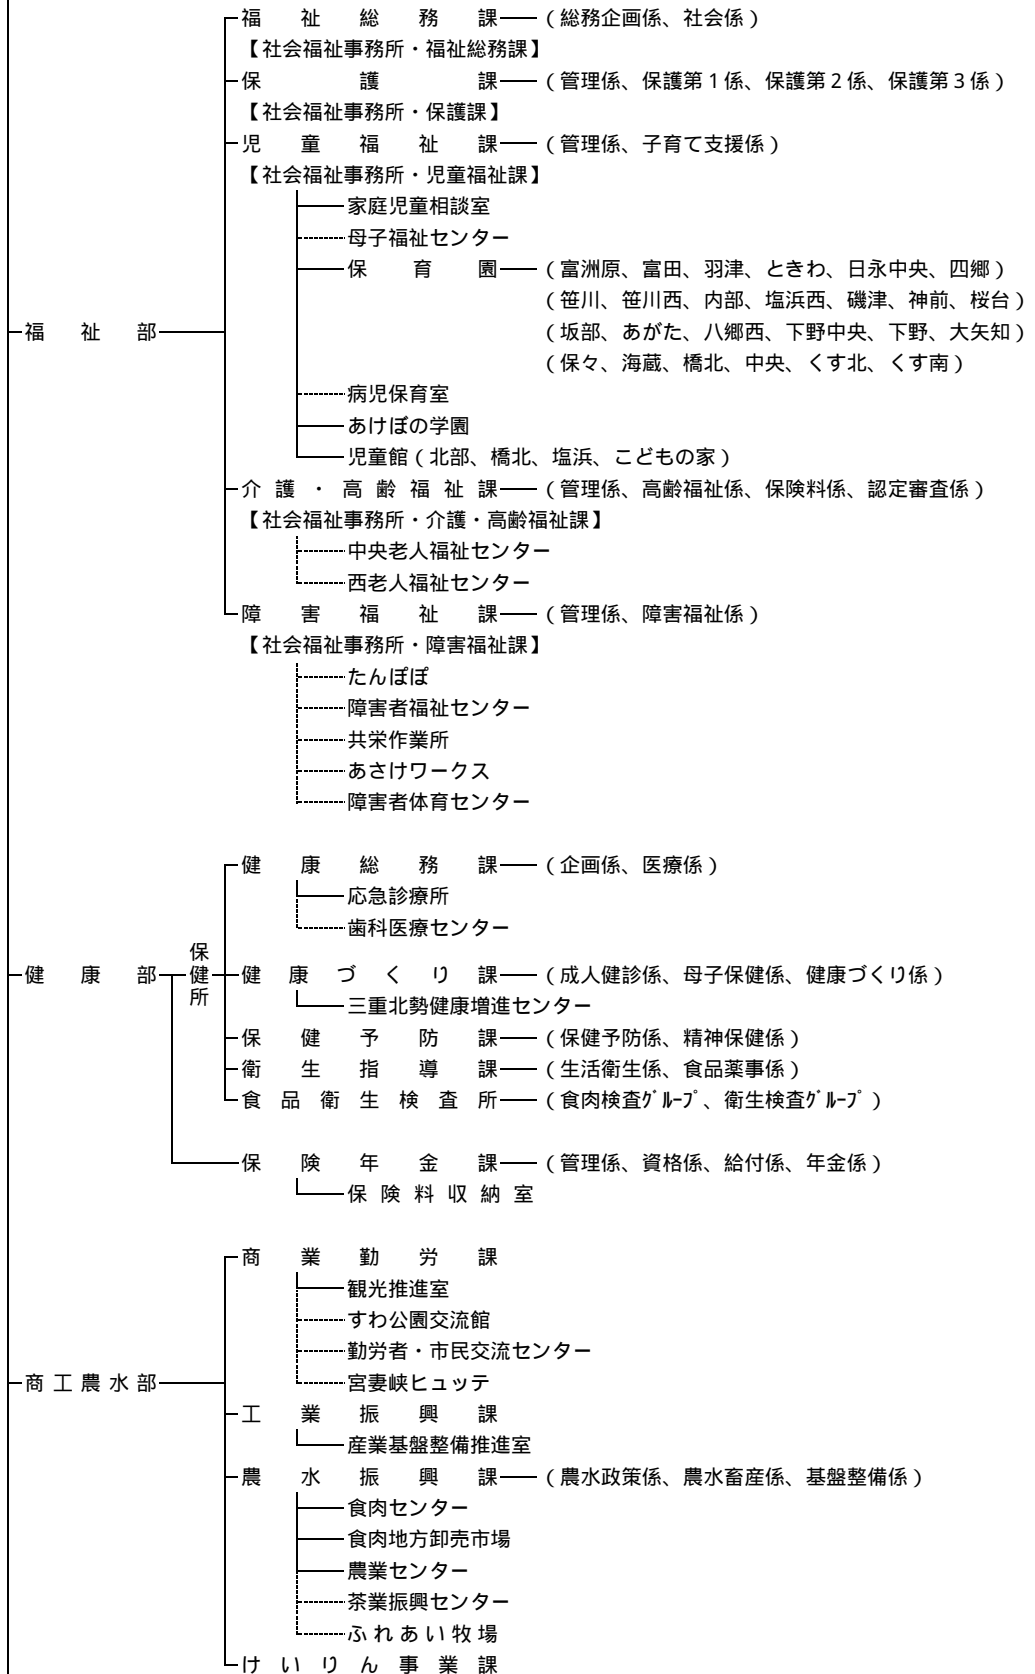 福祉総務課（総務企画係、社会係）
【社会福祉事務所・福祉総務課】
保護課（管理係、保護第１係、保護第２係、保護第３係）
【社会福祉事務所・保護課】
児童福祉課（管理係、子育て支援係）
【社会福祉事務所・児童福祉課】
家庭児童相談室
母子福祉センター
保育園（富洲原、富田、羽津、ときわ、日永中央、四郷）
（笹川、笹川西、内部、塩浜西、磯津、神前、桜台）
福祉部（坂部、あがた、八郷西、下野中央、下野、大矢知）
（保々、海蔵、橋北、中央、くす北、くす南）
病児保育室
あけぼの学園
児童館（北部、橋北、塩浜、こどもの家）
介護・高齢福祉課（管理係、高齢福祉係、保険料係、認定審査係）
【社会福祉事務所・介護・高齢福祉課】
中央老人福祉センター
西老人福祉センター
障害福祉課（管理係、障害福祉係）
【社会福祉事務所・障害福祉課】
たんぽぽ
障害者福祉センター
共栄作業所
あさけワークス
障害者体育センター
健康総務課（企画係、医療係）
応急診療所
歯科医療センター
健康部 保健所 健康づくり課（成人健診係、母子保健係、健康づくり係）
三重北勢健康増進センター
保健予防課（保健予防係、精神保健係）
衛生指導課（生活衛生係、食品薬事係）
食品衛生検査所（食肉検査ｸﾞﾙｰﾌﾟ、衛生検査ｸﾞﾙｰﾌﾟ）
保険年金課（管理係、資格係、給付係、年金係）
保険料収納室
商業勤労課
観光推進室
すわ公園交流館
勤労者・市民交流センター
商工農水部 宮妻峡ヒュッテ
工業振興課
産業基盤整備推進室
農水振興課（農水政策係、農水畜産係、基盤整備係）
食肉センター
食肉地方卸売市場
農業センター
茶業振興センター
ふれあい牧場
けいりん事業課